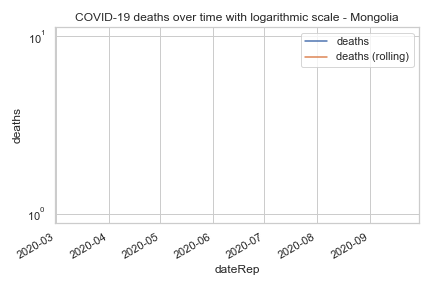 COVID-19 deaths over time with logarithmic scale - Mongolia
10¹
deaths
deaths (rolling)
deaths
10⁰
2020-03
2020-04
2020-05
2020-06
2020-07
2020-08
2020-09
dateRep